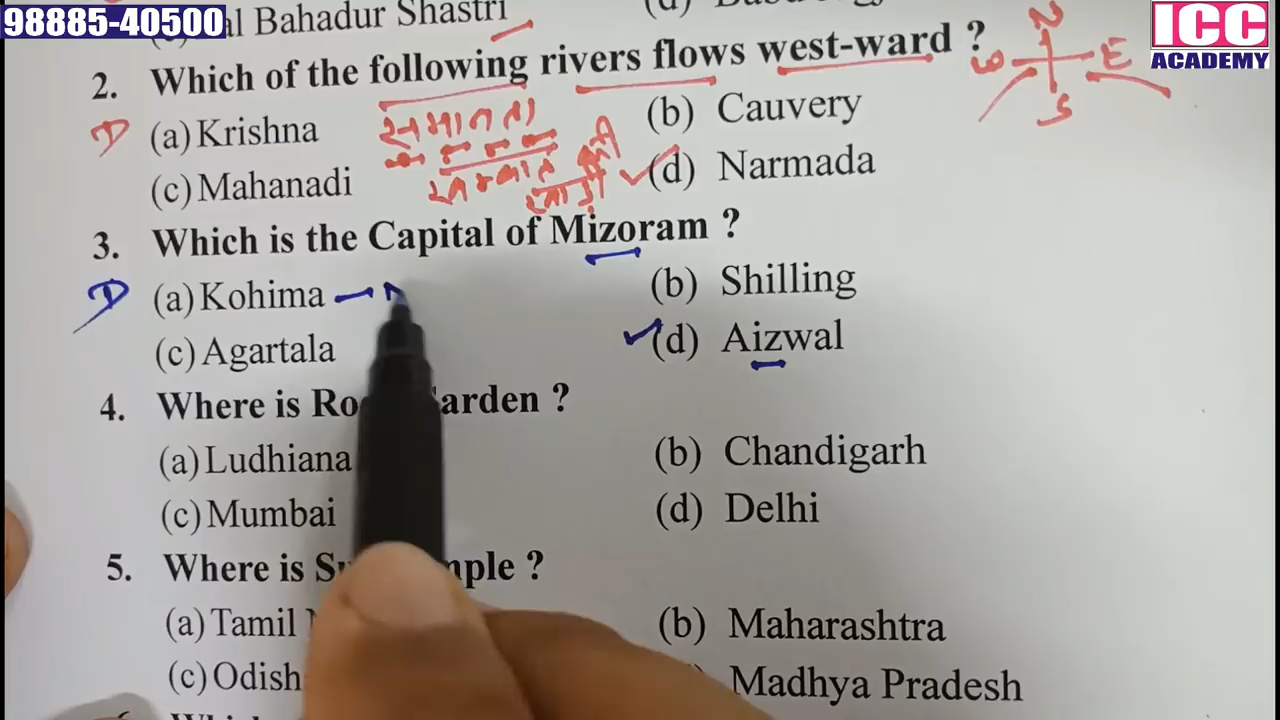 98885-40500
ICC
ACADEMY
al Bahadur Shastri (d)
2. Which of the following rivers flows west-ward ?
N
W E
S
(a) Krishna (b) Cauvery
(c) Mahanadi (d) Narmada
3. Which is the Capital of Mizoram ?
D (a) Kohima (b) Shilling
(c) Agartala (d) Aizwal
4. Where is Ro arden ?
(a) Ludhiana (b) Chandigarh
(c) Mumbai (d) Delhi
5. Where is Su mple ?
(a) Tamil (b) Maharashtra
(c) Odish Madhya Pradesh